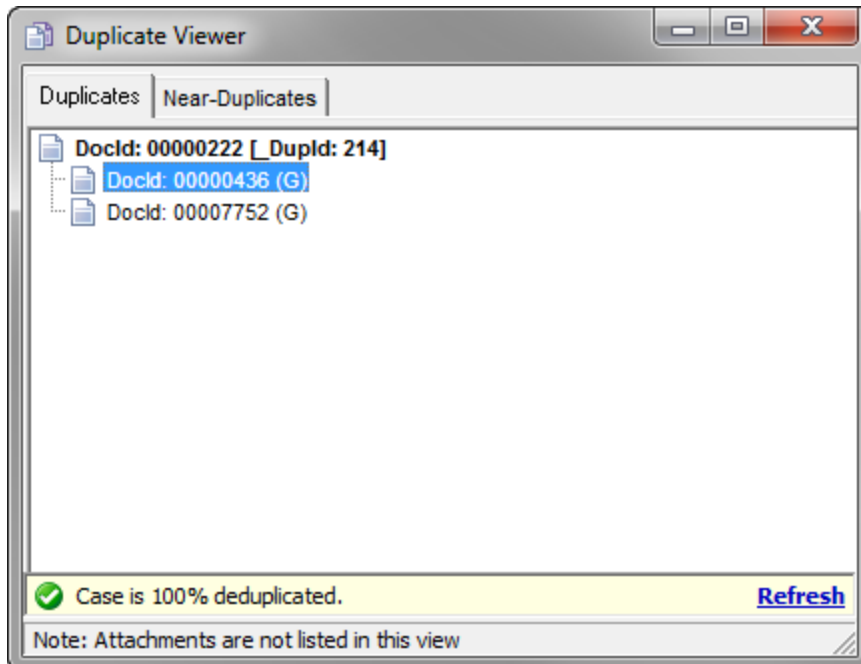 Duplicate Viewer
Duplicates Near-Duplicates
DocId: 00000222 [_DupId: 214]
DocId: 00000436 (G)
DocId: 00007752 (G)
Case is 100% deduplicated. Refresh
Note: Attachments are not listed in this view